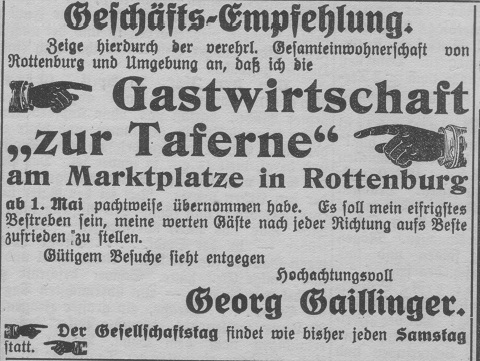 Geschäfts-Empfehlung.
Zeige hierdurch der verehrl. Gesamteinwohnerschaft von
Rottenburg und Umgebung an, daß ich die
Gastwirtschaft
„zur Taferne“
am Marktplatze in Rottenburg
ab 1. Mai pachtweise übernommen habe. Es soll mein eifrigstes
Bestreben sein, meine werten Gäste nach jeder Richtung aufs Beste
zufrieden zu stellen.
Gütigem Besuche sieht entgegen
Hochachtungsvoll
Georg Gaillinger.
Der Gesellschaftstag findet wie bisher jeden Samstag
statt.